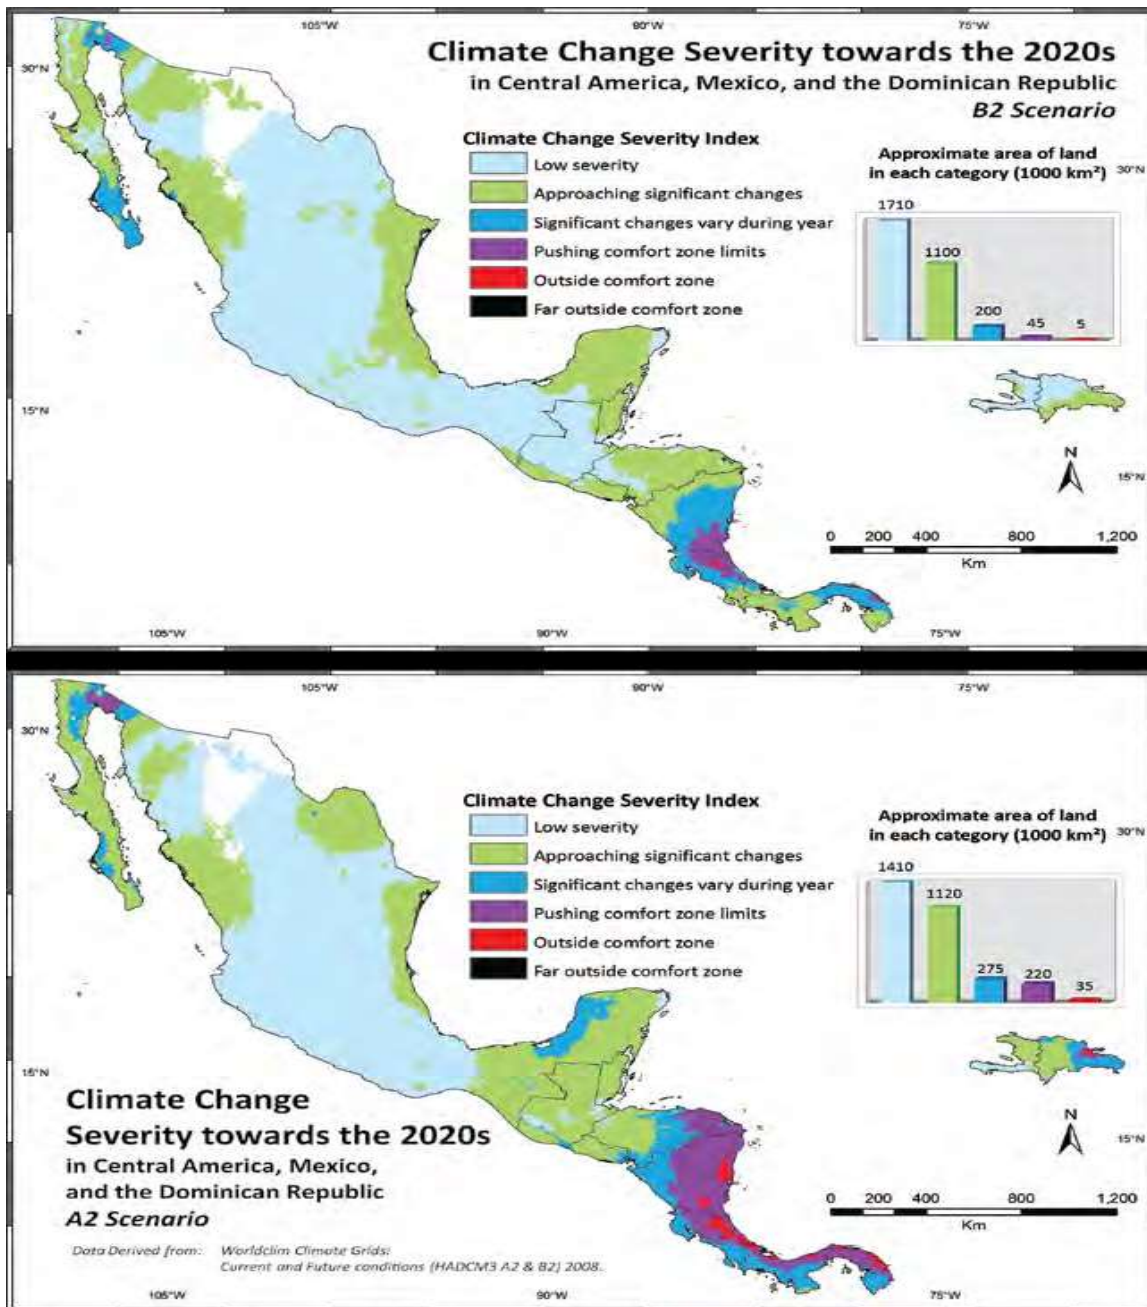 105°W 90°W 75°W
Climate Change Severity towards the 2020s
in Central America, Mexico, and the Dominican Republic
B2 Scenario
30°N
Climate Change Severity Index
Low severity
Approaching significant changes
Significant changes vary during year
Pushing comfort zone limits
Outside comfort zone
Far outside comfort zone
Approximate area of land
in each category (1000 km²)
30°N
1710
1100
200
45
5
15°N
N
15°N
0 200 400 800 1,200
Km
105°W 90°W 75°W
105°W 90°W 75°W
30°N
Climate Change Severity Index
Low severity
Approaching significant changes
Significant changes vary during year
Pushing comfort zone limits
Outside comfort zone
Far outside comfort zone
Approximate area of land
in each category (1000 km²)
30°N
1410
1120
275
220
35
15°N
Climate Change
Severity towards the 2020s
in Central America, Mexico,
and the Dominican Republic
A2 Scenario
Data Derived from: Worldclim Climate Grids:
Current and Future conditions (HADCM3 A2 & B2) 2008.
N
15°N
0 200 400 800 1,200
Km
105°W 90°W 75°W